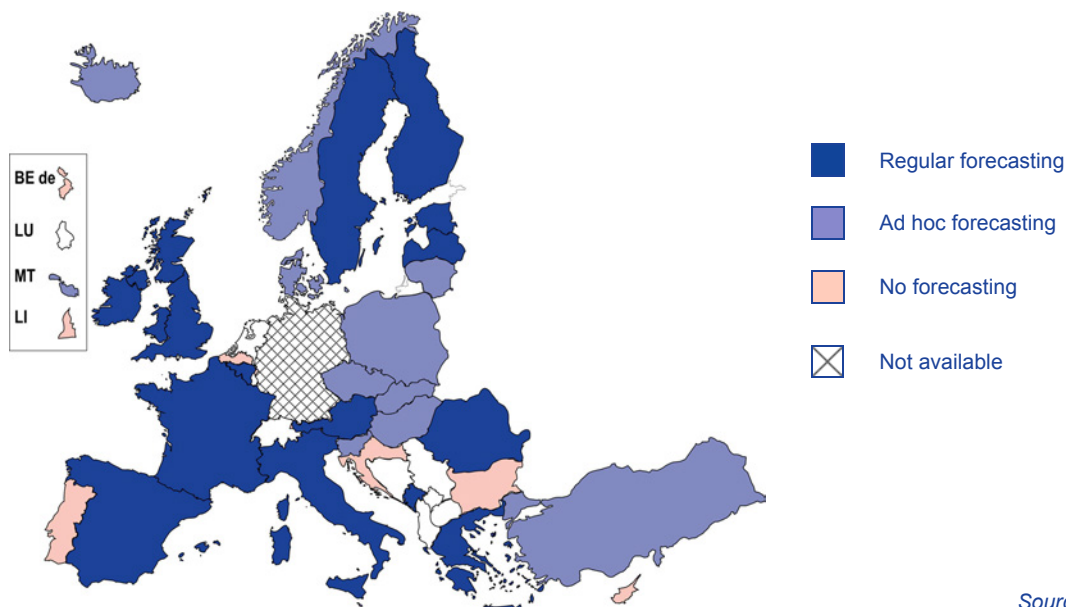 BE de
LU
MT
LI
Regular forecasting
Ad hoc forecasting
No forecasting
Not available